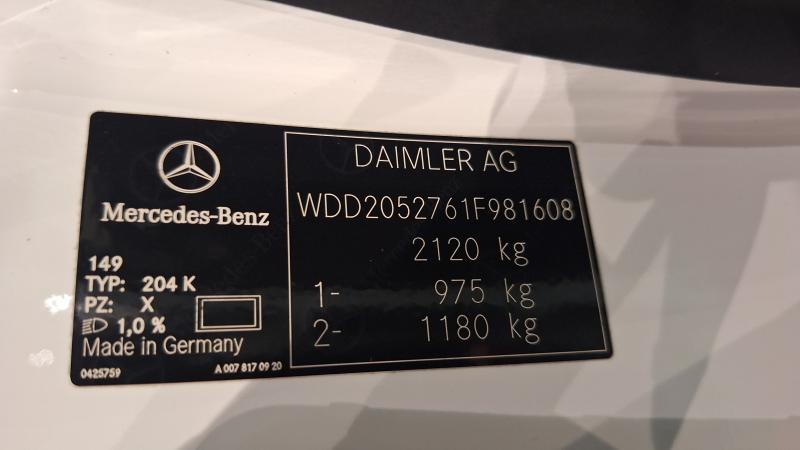 Mercedes-Benz
149
TYP: 204 K
PZ: X
1,0 %
Made in Germany
0425759
A 007 817 09 20
DAIMLER AG
WDD2052761F981608
2120 kg
1- 975 kg
2- 1180 kg